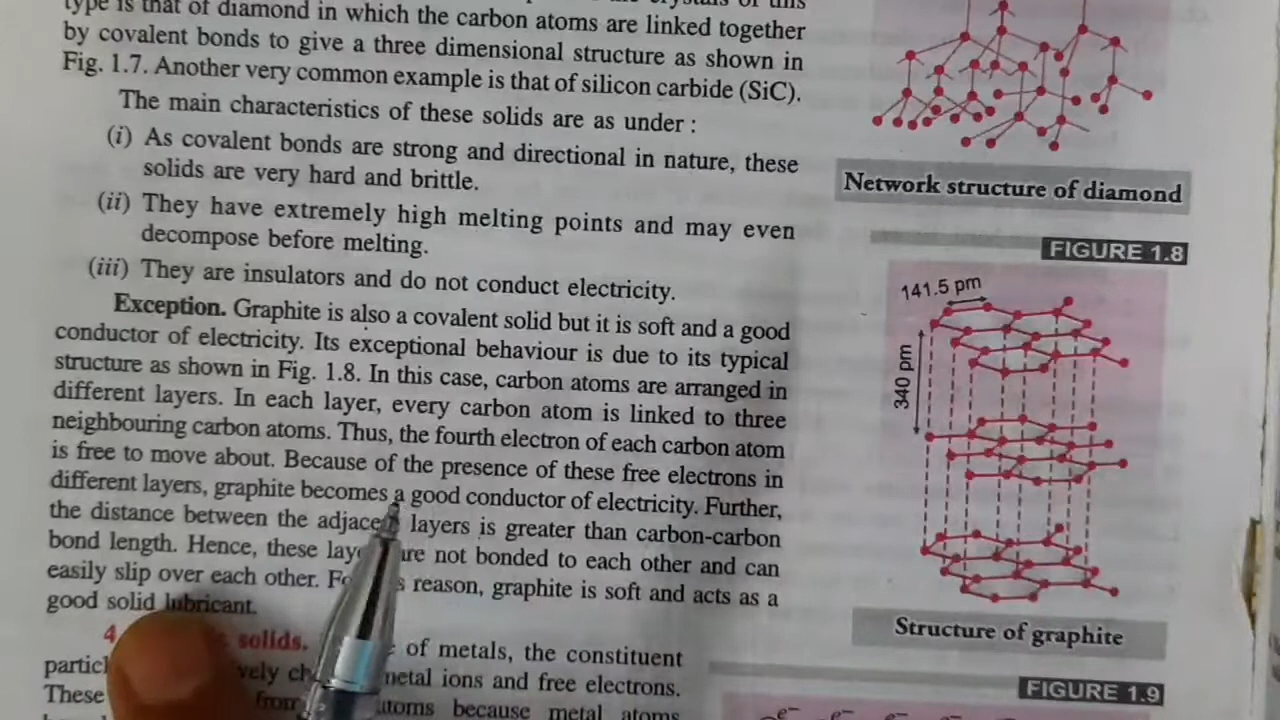 type is that of diamond in which the carbon atoms are linked together
by covalent bonds to give a three dimensional structure as shown in
Fig. 1.7. Another very common example is that of silicon carbide (SiC).
The main characteristics of these solids are as under :
(i) As covalent bonds are strong and directional in nature, these
solids are very hard and brittle.
(ii) They have extremely high melting points and may even
decompose before melting.
(iii) They are insulators and do not conduct electricity.
Exception. Graphite is also a covalent solid but it is soft and a good
conductor of electricity. Its exceptional behaviour is due to its typical
structure as shown in Fig. 1.8. In this case, carbon atoms are arranged in
different layers. In each layer, every carbon atom is linked to three
neighbouring carbon atoms. Thus, the fourth electron of each carbon atom
is free to move about. Because of the presence of these free electrons in
different layers, graphite becomes a good conductor of electricity. Further,
the distance between the adjacent layers is greater than carbon-carbon
bond length. Hence, these are not bonded to each other and can
easily slip over each other. reason, graphite is soft and acts as a
good solid lubricant.
4 solids. of metals, the constituent
metal ions and free electrons.
These from atoms because metal atoms
Network structure of diamond
FIGURE 1.8
141.5 pm
340 pm
Structure of graphite
FIGURE 1.9
e⁻ e⁻ e⁻ e⁻